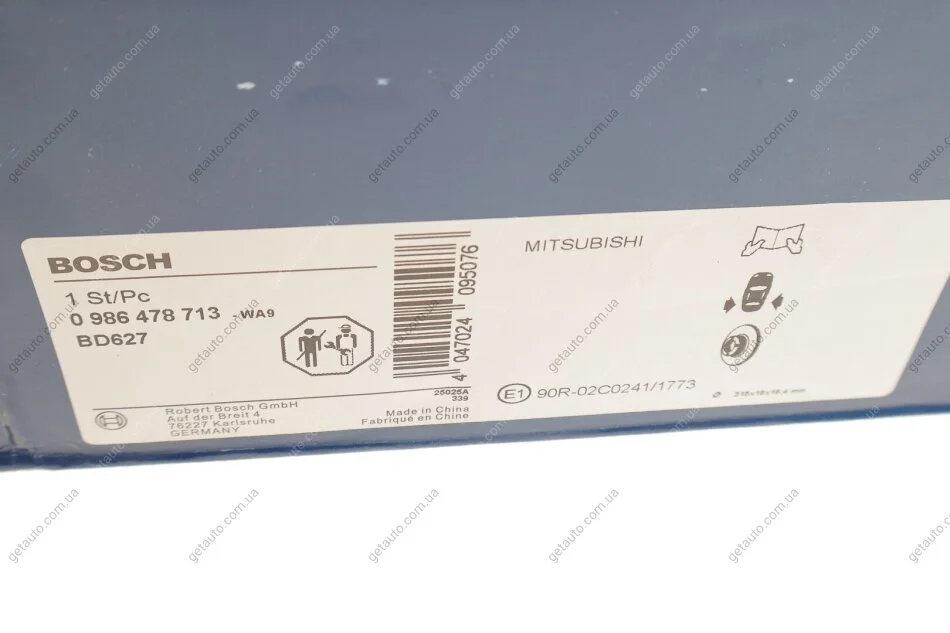 BOSCH
1 St/Pc
0 986 478 713 -WA9
BD627
Robert Bosch GmbH
Auf der Breit 4
76227 Karlsruhe
GERMANY
4 047024 095076
25025A
339
Made in China
Fabriqué en Chine
MITSUBISHI
E1 90R-02C0241/1773
getauto.com.ua